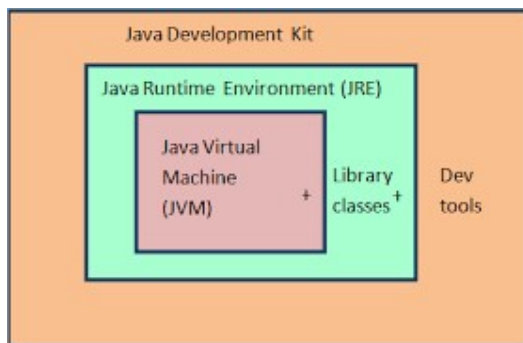 Java Development Kit
Java Runtime Environment (JRE)
Java Virtual
Machine
(JVM)
+
Library
classes
+
Dev
tools